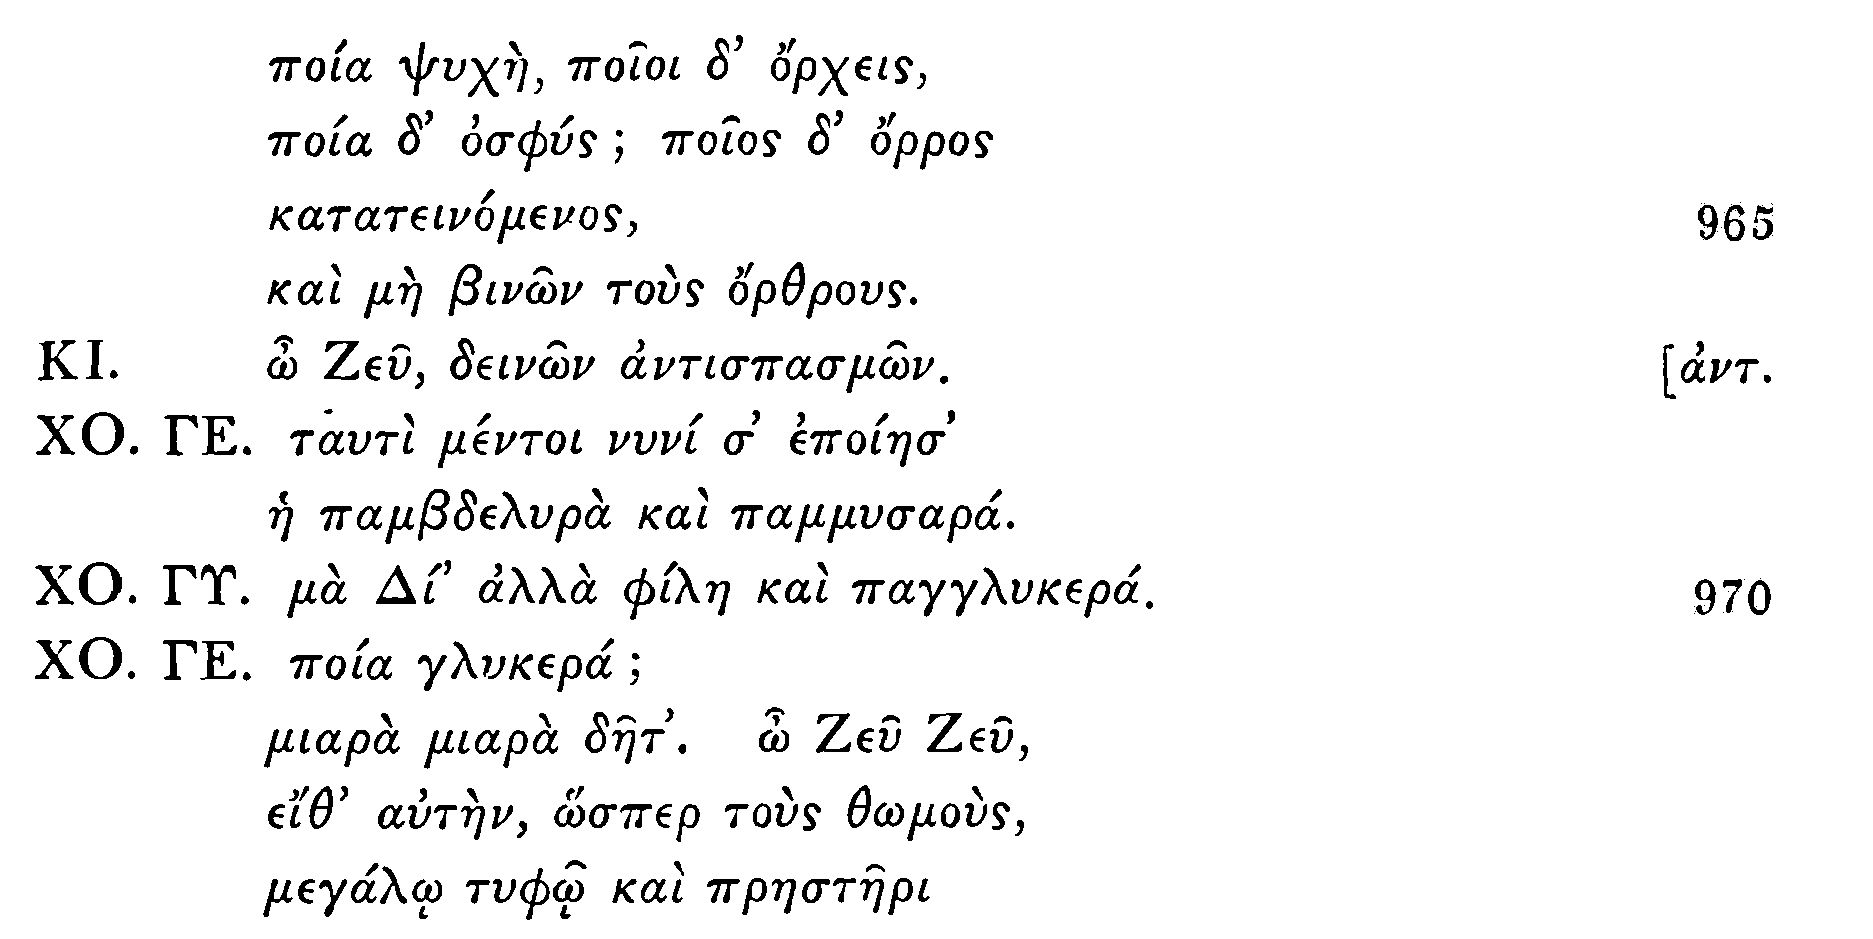 ποία ψυχὴ, ποῖοι δ’ ὄρχεις,
ποία δ’ ὀσφύς ; ποῖος δ’ ὄρρος
κατατεινόμενος, 965
καὶ μὴ βινῶν τοὺς ὄρθρους.
ΚΙ. ὦ Ζεῦ, δεινῶν ἀντισπασμῶν. [ἀντ.
ΧΟ. ΓΕ. ταυτὶ μέντοι νυνί σ’ ἐποίησ’
ἡ παμβδελυρὰ καὶ παμμυσαρά.
ΧΟ. ΓΥ. μὰ Δί’ ἀλλὰ φίλη καὶ παγγλυκερά. 970
ΧΟ. ΓΕ. ποία γλυκερά ;
μιαρὰ μιαρὰ δῆτ’. ὦ Ζεῦ Ζεῦ,
εἴθ’ αὐτὴν, ὥσπερ τοὺς θωμοὺς,
μεγάλῳ τυφῷ καὶ πρηστῆρι